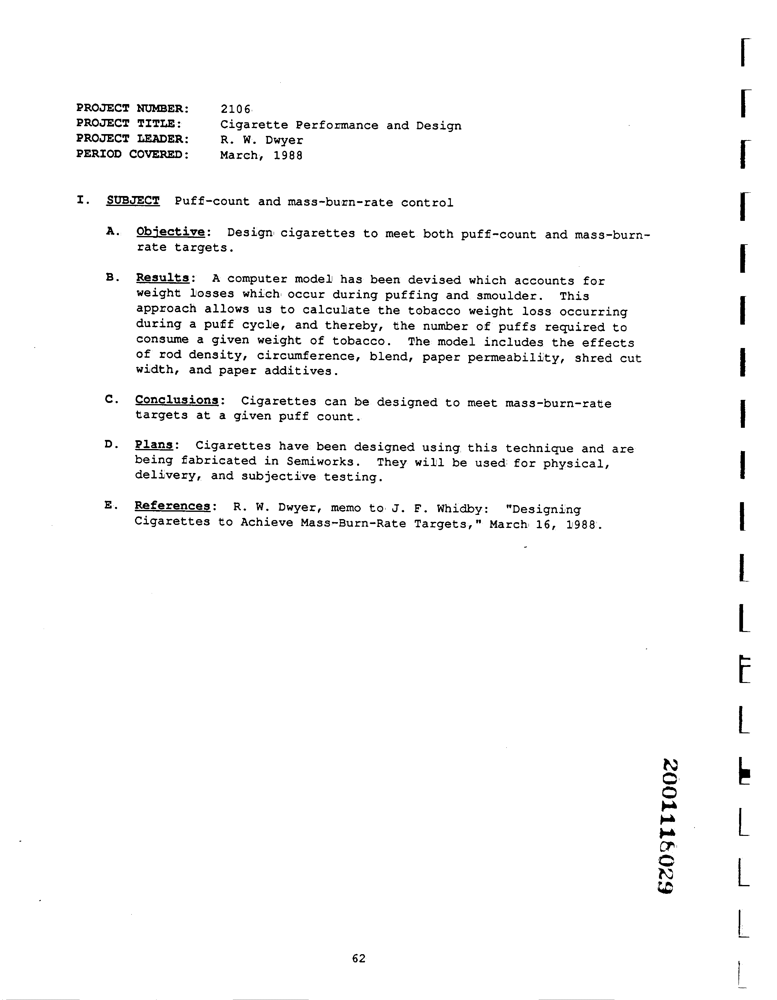 PROJECT NUMBER: 2106
PROJECT TITLE: Cigarette Performance and Design
PROJECT LEADER: R. W. Dwyer
PERIOD COVERED: March, 1988
I. SUBJECT Puff-count and mass-burn-rate control
A. Objective: Design cigarettes to meet both puff-count and mass-burn-
rate targets.
B. Results: A computer model has been devised which accounts for
weight losses which occur during puffing and smoulder. This
approach allows us to calculate the tobacco weight loss occurring
during a puff cycle, and thereby, the number of puffs required to
consume a given weight of tobacco. The model includes the effects
of rod density, circumference, blend, paper permeability, shred cut
width, and paper additives.
C. Conclusions: Cigarettes can be designed to meet mass-burn-rate
targets at a given puff count.
D. Plans: Cigarettes have been designed using this technique and are
being fabricated in Semiworks. They will be used for physical,
delivery, and subjective testing.
E. References: R. W. Dwyer, memo to J. F. Whidby: "Designing
Cigarettes to Achieve Mass-Burn-Rate Targets," March 16, 1988.
62